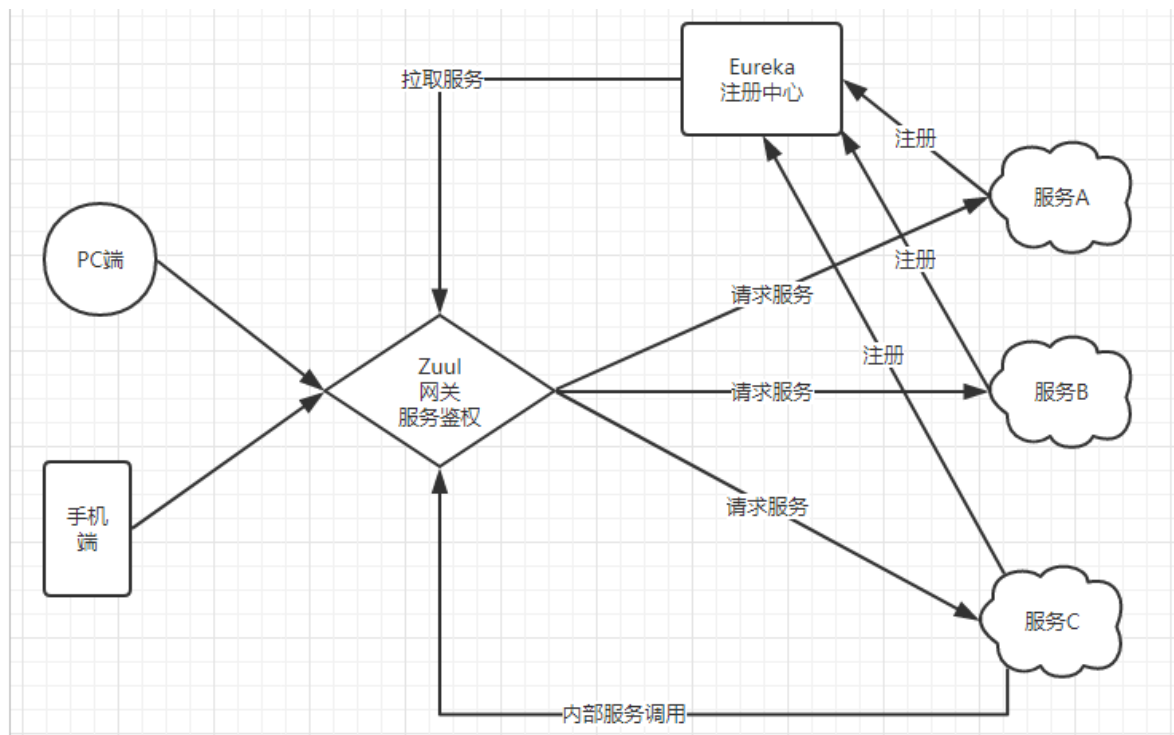 Eureka
注册中心
拉取服务
注册
服务A
PC端
注册
请求服务
注册
Zuul
网关
服务鉴权
请求服务
服务B
请求服务
手机
端
服务C
内部服务调用